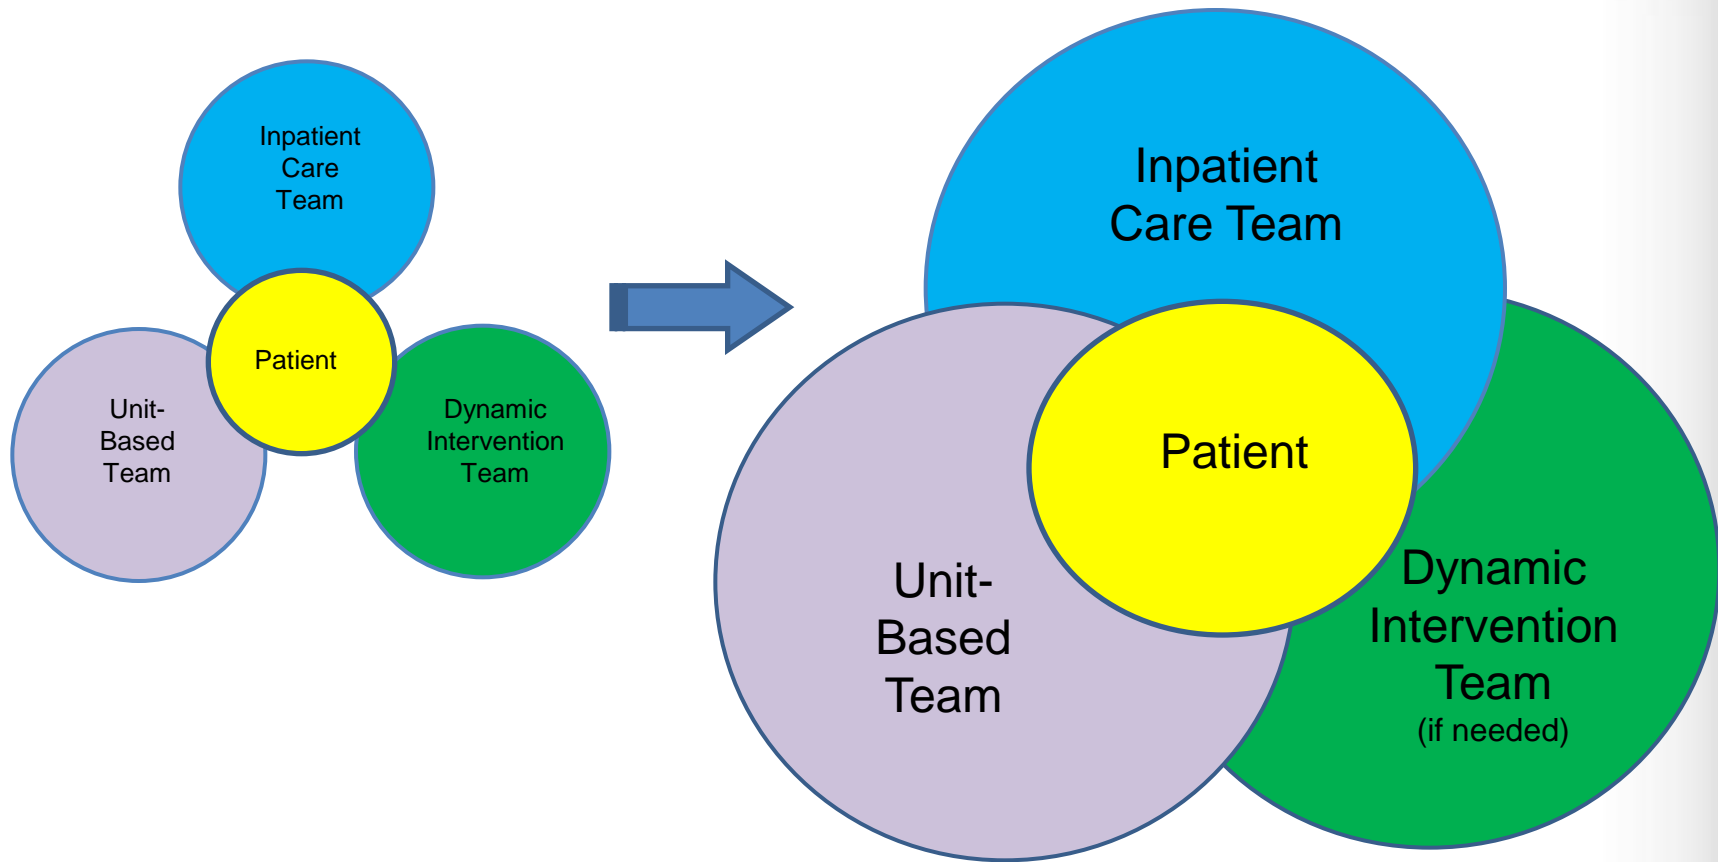 Inpatient
Care
Team
Patient
Unit-
Based
Team
Dynamic
Intervention
Team
Inpatient
Care Team
Patient
Unit-
Based
Team
Dynamic
Intervention
Team
(if needed)